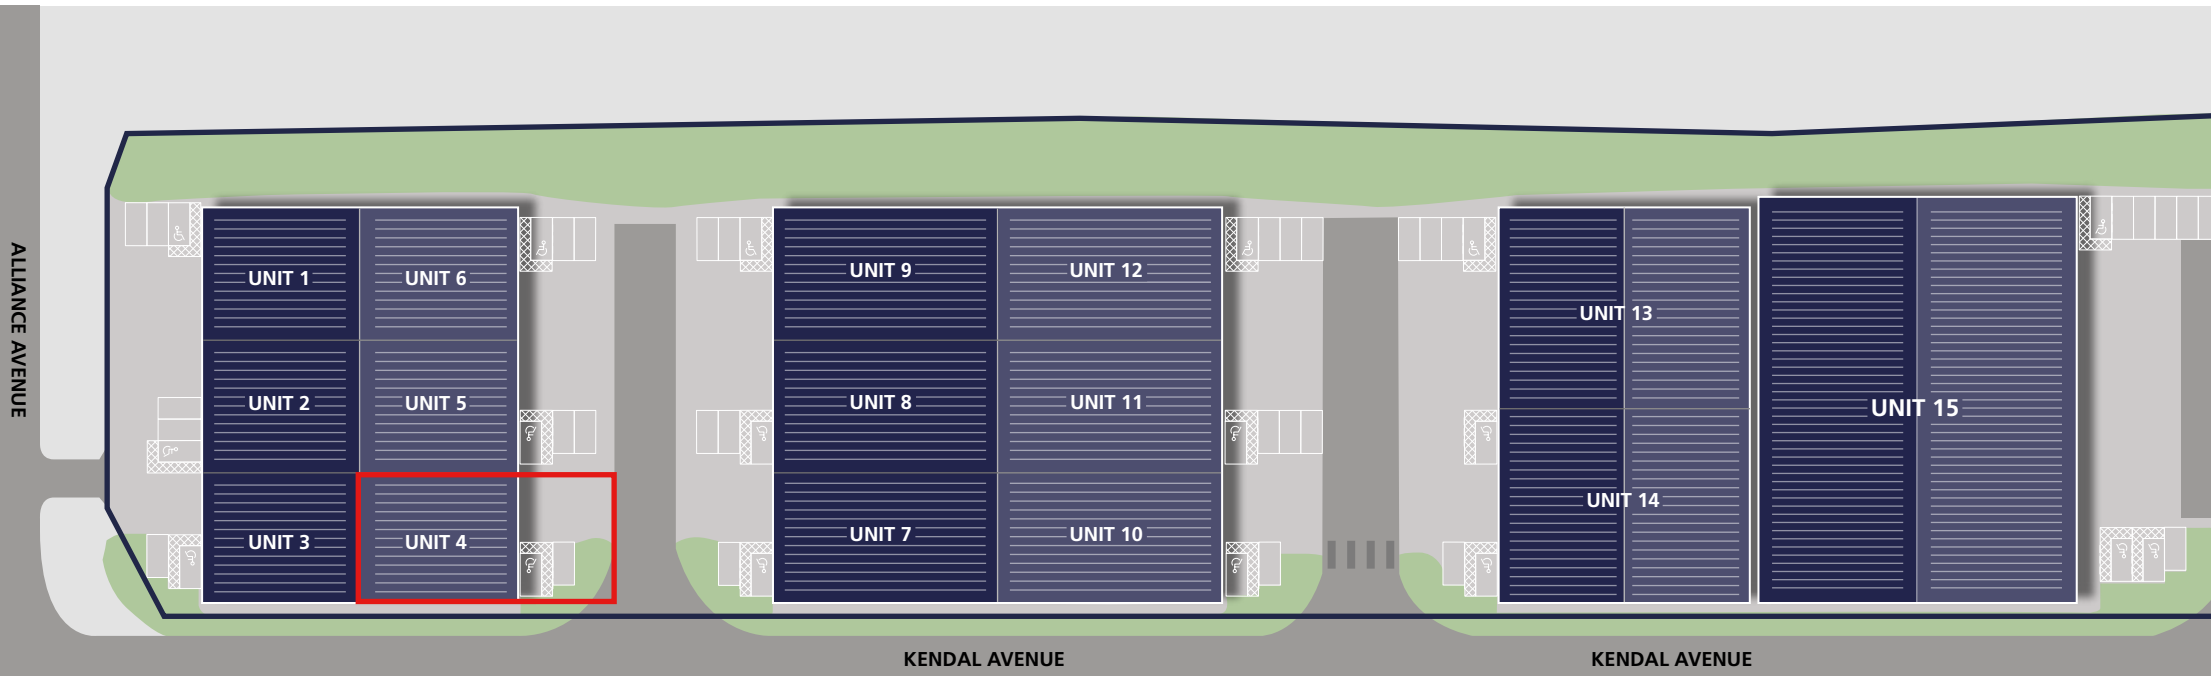 ALLIANCE AVENUE
UNIT 1
UNIT 6
UNIT 2
UNIT 5
UNIT 3
UNIT 4
UNIT 9
UNIT 12
UNIT 8
UNIT 11
UNIT 7
UNIT 10
UNIT 13
UNIT 14
UNIT 15
KENDAL AVENUE
KENDAL AVENUE